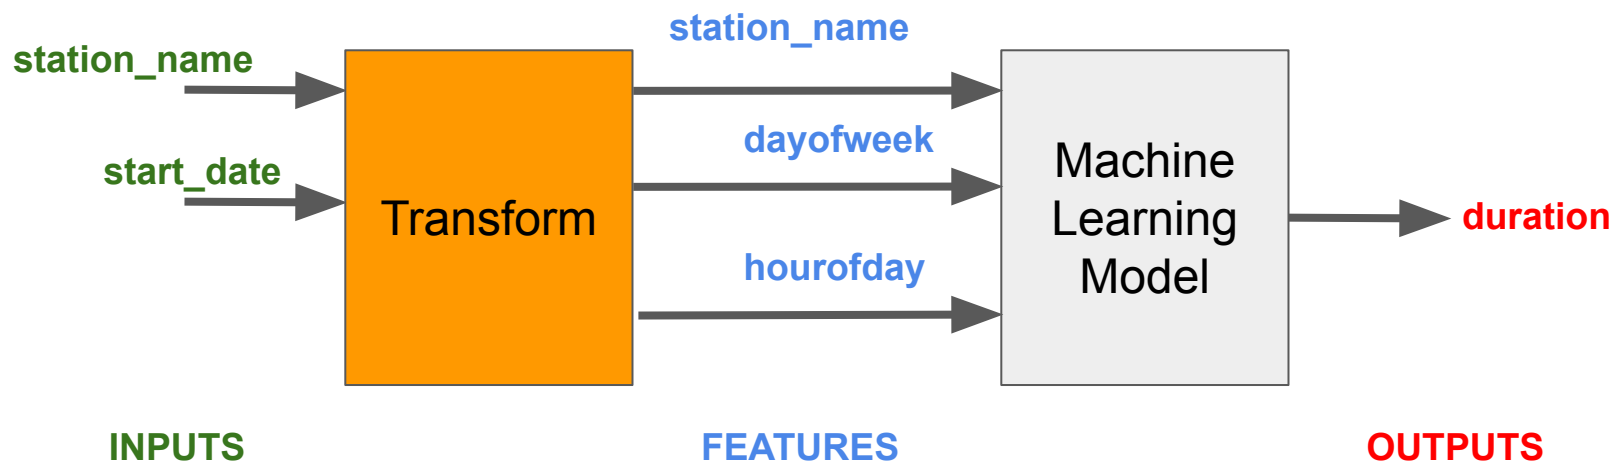 station_name
start_date
Transform
station_name
dayofweek
hourofday
Machine
Learning
Model
duration
INPUTS
FEATURES
OUTPUTS